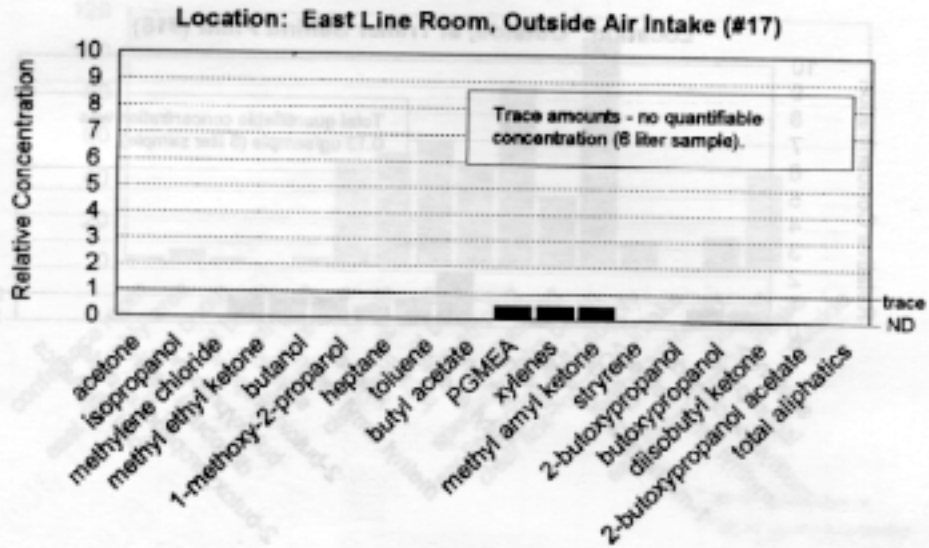 Location: East Line Room, Outside Air Intake (#17)
10
9
8
7
6
5
4
3
2
1
0
Relative Concentration
Trace amounts - no quantifiable
concentration (6 liter sample).
trace
ND
acetone
isopropanol
methylene chloride
methyl ethyl ketone
butanol
1-methoxy-2-propanol
heptane
toluene
butyl acetate
PGMEA
xylenes
methyl amyl ketone
stryrene
2-butoxypropanol
butoxypropanol
diisobutyl ketone
2-butoxypropanol acetate
total aliphatics